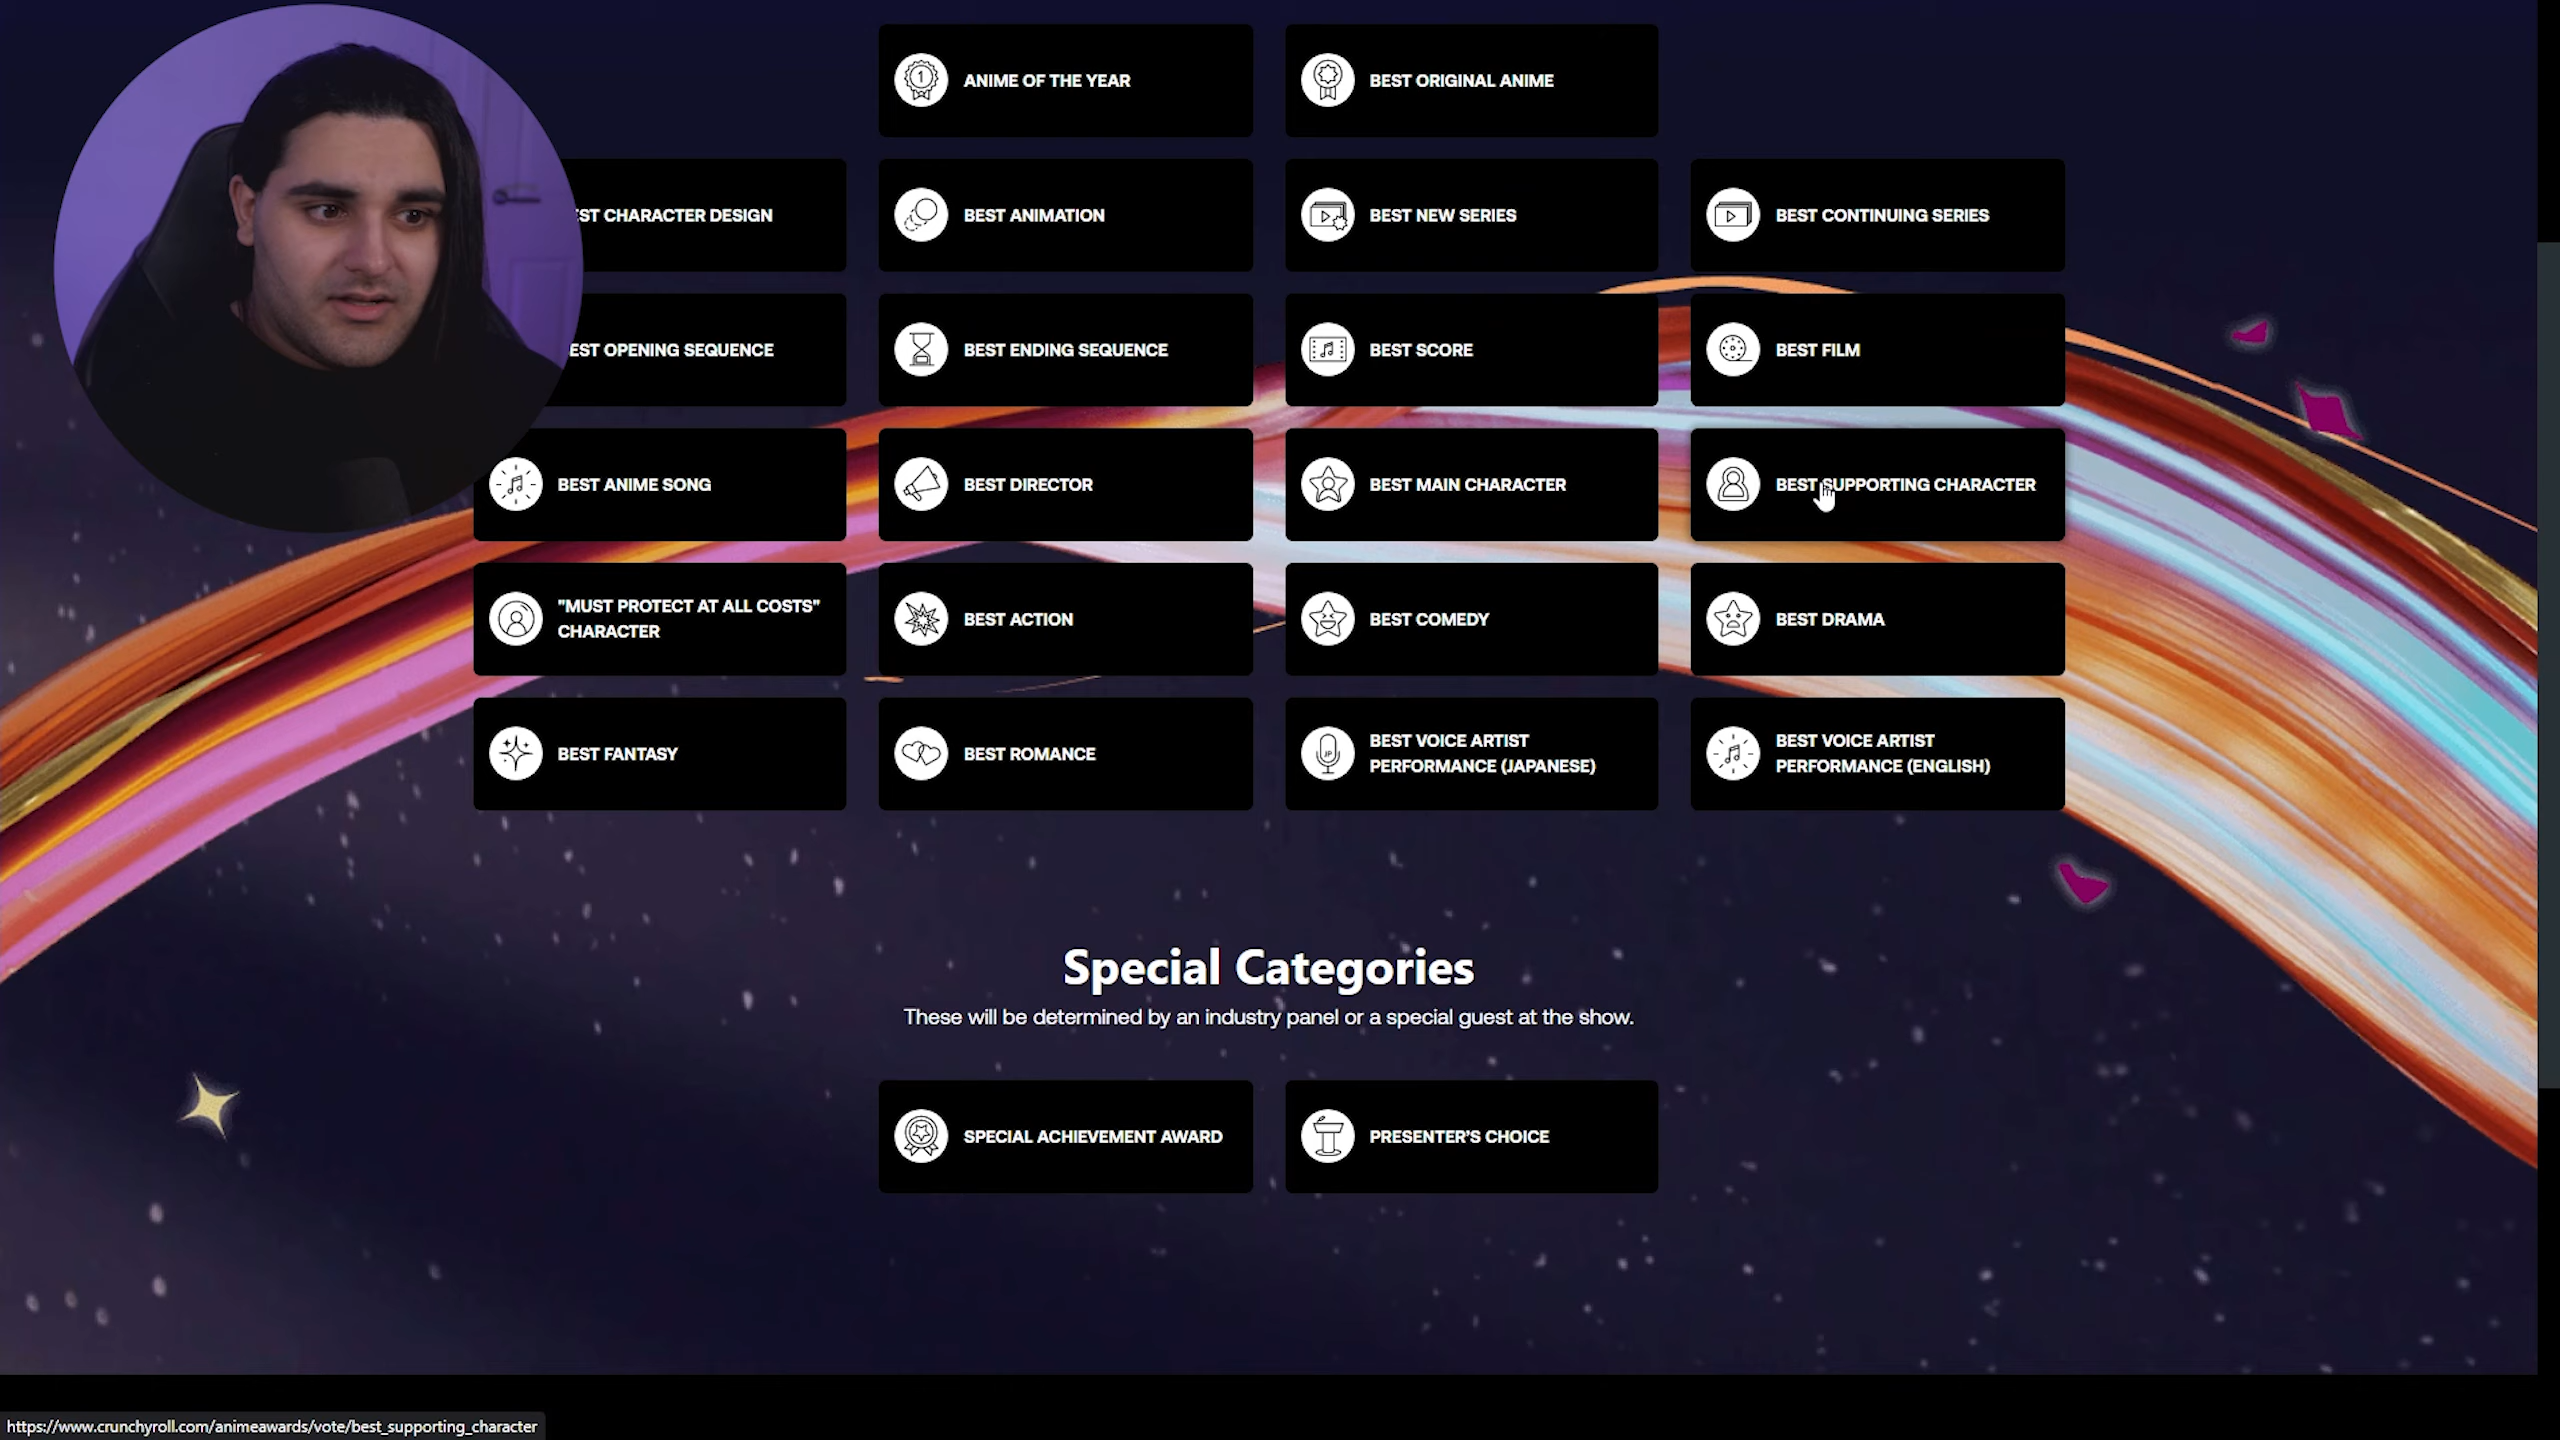 1
ANIME OF THE YEAR
BEST ORIGINAL ANIME
EST CHARACTER DESIGN
BEST ANIMATION
BEST NEW SERIES
BEST CONTINUING SERIES
EST OPENING SEQUENCE
BEST ENDING SEQUENCE
BEST SCORE
BEST FILM
BEST ANIME SONG
BEST DIRECTOR
BEST MAIN CHARACTER
BEST SUPPORTING CHARACTER
"MUST PROTECT AT ALL COSTS"
CHARACTER
BEST ACTION
BEST COMEDY
BEST DRAMA
BEST FANTASY
BEST ROMANCE
JP
BEST VOICE ARTIST
PERFORMANCE (JAPANESE)
BEST VOICE ARTIST
PERFORMANCE (ENGLISH)
Special Categories
These will be determined by an industry panel or a special guest at the show.
SPECIAL ACHIEVEMENT AWARD
PRESENTER'S CHOICE
https://www.crunchyroll.com/animeawards/vote/best_supporting_character